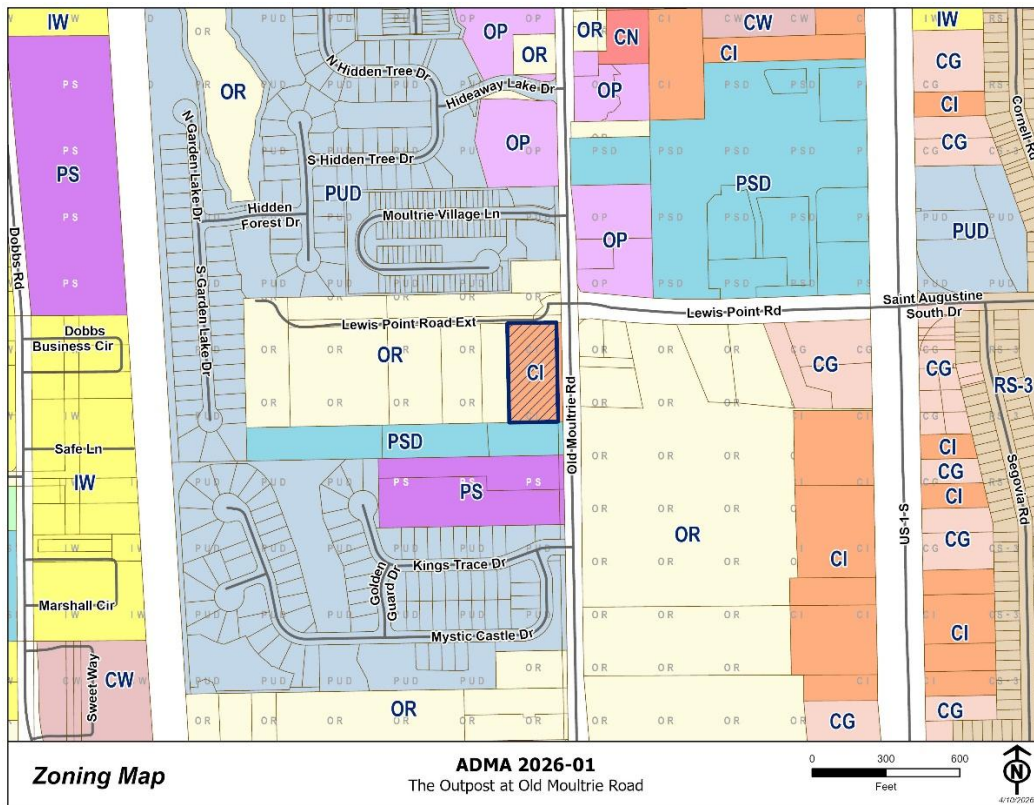 IW
PS
OR
N Hidden Tree Dr
OP
OR
Hideaway Lake Dr
OR
CN
CI
CW
IW
CG
CI
CG
Cornell Rd
N Garden Lake Dr
S Hidden Tree Dr
OP
OP
PSD
PUD
Hidden
Forest Dr
PUD
Moultrie Village Ln
OP
PUD
Dobbs Rd
S Garden Lake Dr
Lewis Point Road Ext
Lewis Point Rd
Saint Augustine
South Dr
Dobbs
Business Cir
OR
CI
Old Moultrie Rd
CG
CG
RS-3
Safe Ln
IW
PSD
CI
CG
CI
Segovia Rd
PS
OR
US-1-S
CG
Golden
Guard Dr
Kings Trace Dr
CI
Marshall Cir
Mystic Castle Dr
CI
CW
Sweet Way
OR
CG
CG
Zoning Map
ADMA 2026-01
The Outpost at Old Moultrie Road
0 300 600
Feet
N
4/10/2026